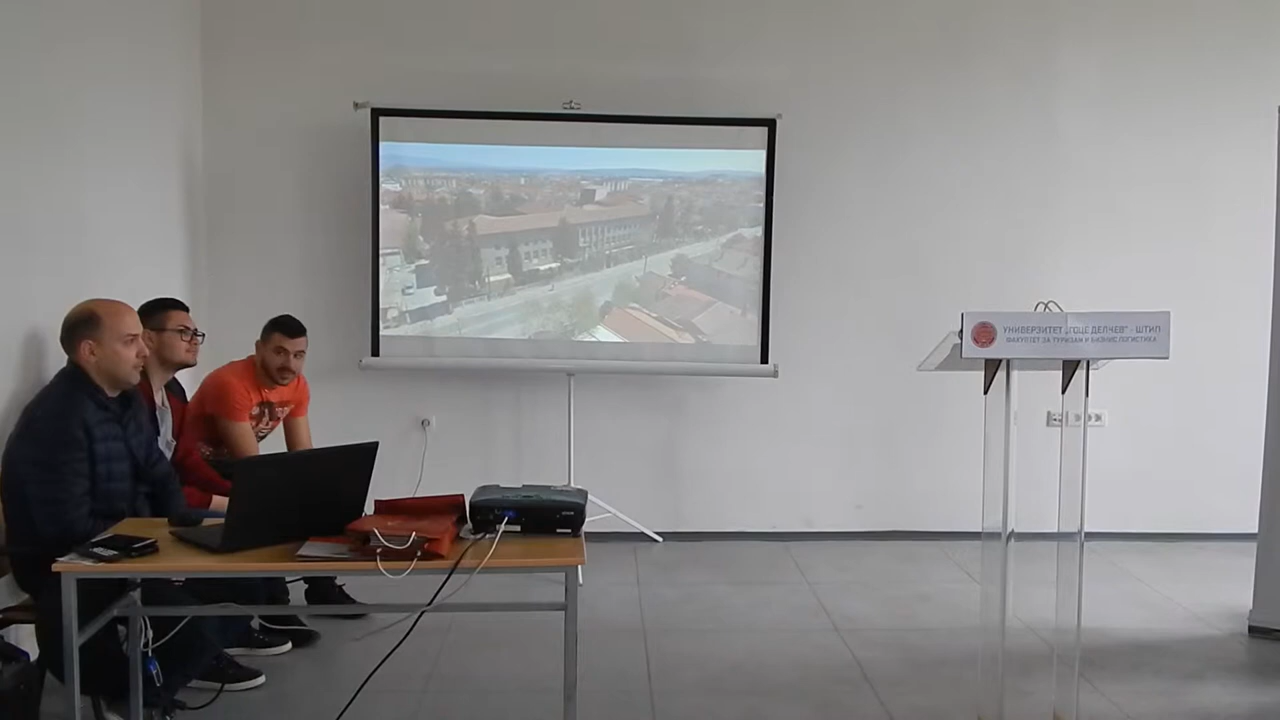 УНИВЕРЗИТЕТ „ГОЦЕ ДЕЛЧЕВ" - ШТИП
ФАКУЛТЕТ ЗА ТУРИЗАМ И БИЗНИС ЛОГИСТИКА